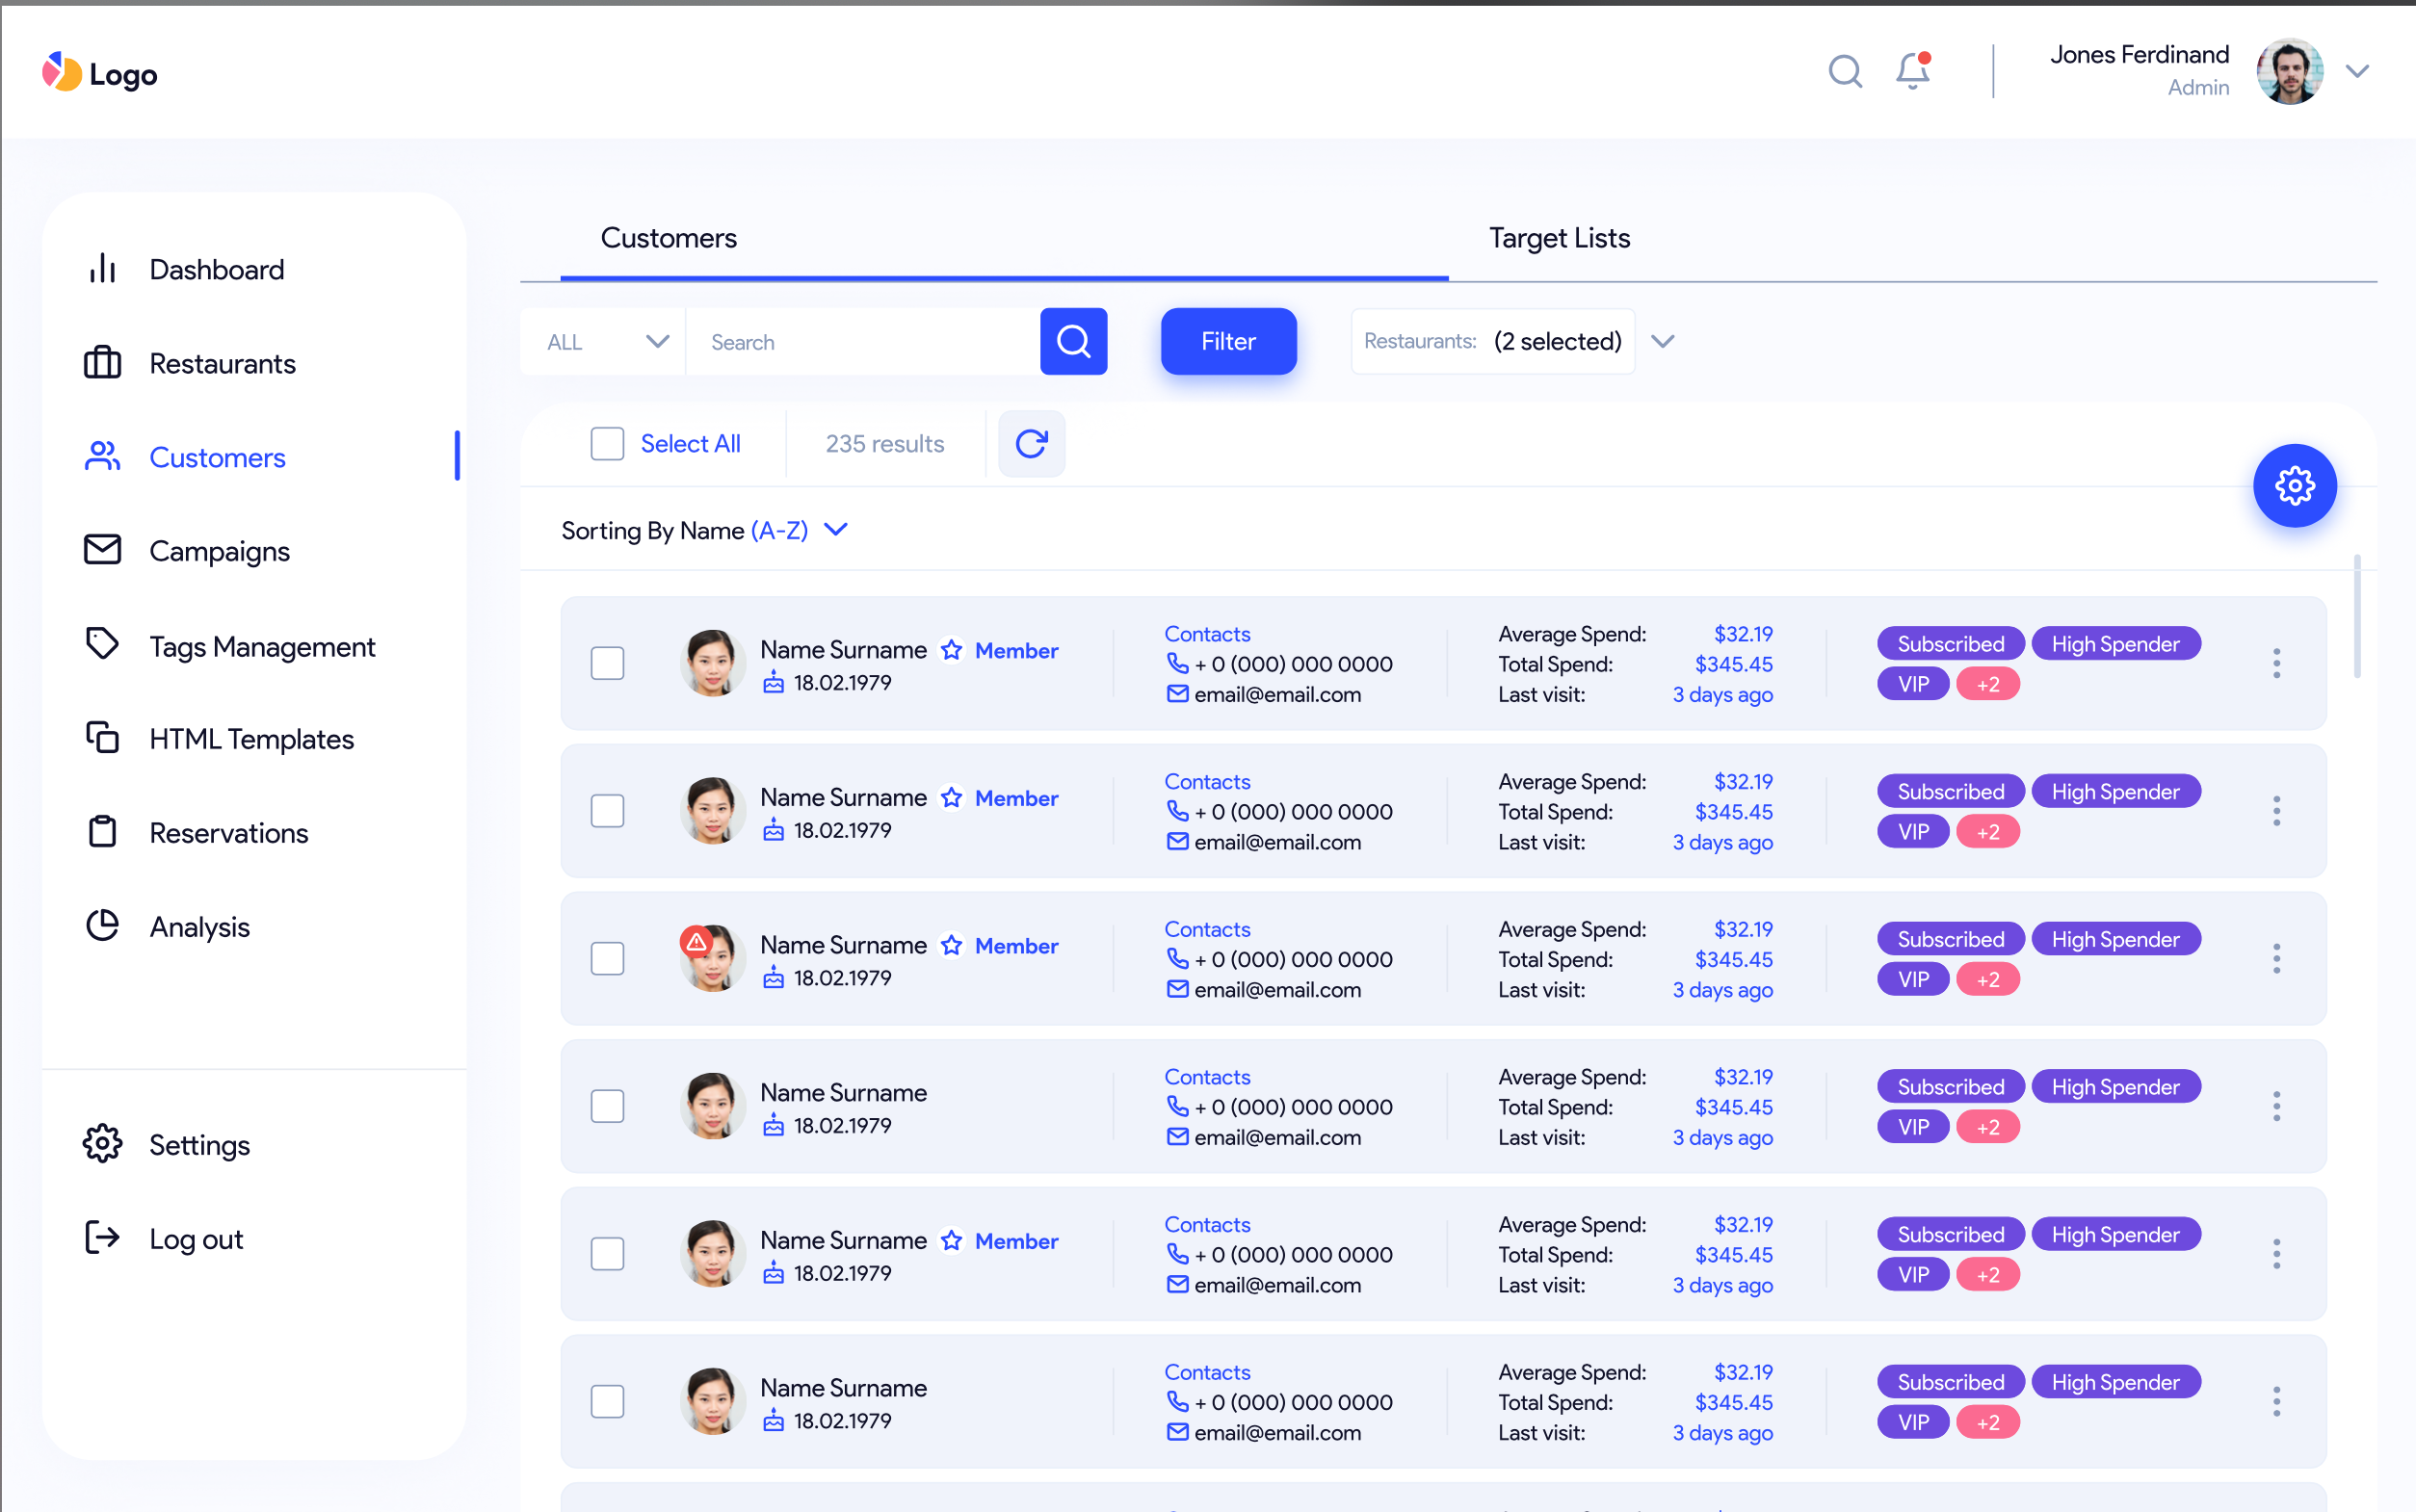 Logo
Jones Ferdinand
Admin
Dashboard
Restaurants
Customers
Campaigns
Tags Management
HTML Templates
Reservations
Analysis
Settings
Log out
Customers
Target Lists
ALL
Search
Filter
Restaurants: (2 selected)
Select All
235 results
Sorting By Name (A-Z)
Name Surname Member
18.02.1979
Contacts
+ 0 (000) 000 0000
email@email.com
Average Spend: $32.19
Total Spend: $345.45
Last visit: 3 days ago
Subscribed High Spender
VIP +2
Name Surname Member
18.02.1979
Contacts
+ 0 (000) 000 0000
email@email.com
Average Spend: $32.19
Total Spend: $345.45
Last visit: 3 days ago
Subscribed High Spender
VIP +2
Name Surname Member
18.02.1979
Contacts
+ 0 (000) 000 0000
email@email.com
Average Spend: $32.19
Total Spend: $345.45
Last visit: 3 days ago
Subscribed High Spender
VIP +2
Name Surname
18.02.1979
Contacts
+ 0 (000) 000 0000
email@email.com
Average Spend: $32.19
Total Spend: $345.45
Last visit: 3 days ago
Subscribed High Spender
VIP +2
Name Surname Member
18.02.1979
Contacts
+ 0 (000) 000 0000
email@email.com
Average Spend: $32.19
Total Spend: $345.45
Last visit: 3 days ago
Subscribed High Spender
VIP +2
Name Surname
18.02.1979
Contacts
+ 0 (000) 000 0000
email@email.com
Average Spend: $32.19
Total Spend: $345.45
Last visit: 3 days ago
Subscribed High Spender
VIP +2